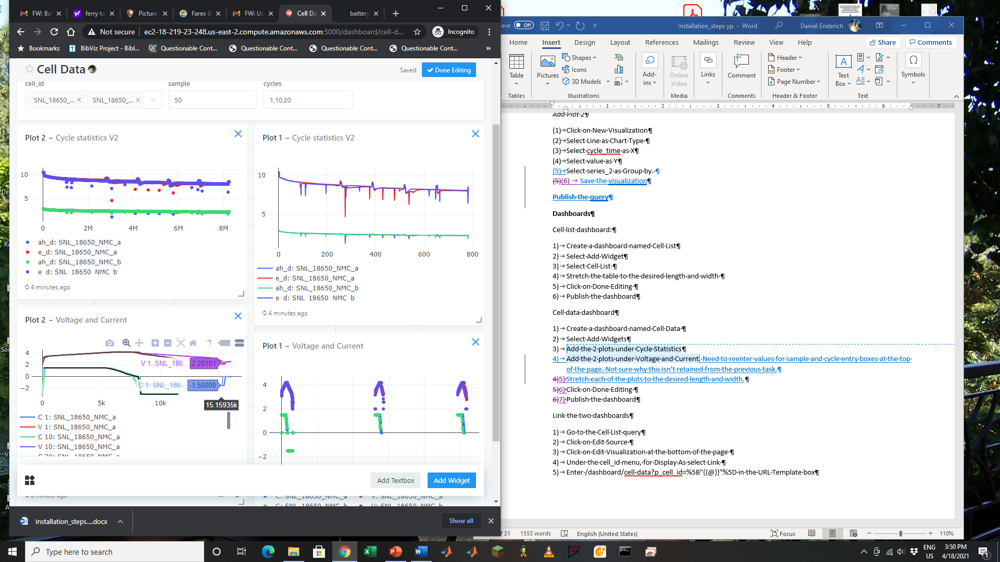 FW: Ba
ferry to
Picture
Fares &
FW: Us
Cell Da
battery
Not secure
ec2-18-219-23-248.us-east-2.compute.amazonaws.com:5000/dashboard/cell-d...
Incognito
Bookmarks
BibViz Project - Bibl...
Questionable Cont...
Questionable Cont...
Questionable Cont...
Questionable Cont...
Cell Data
Saved
Done Editing
cell_id
sample
cycles
SNL_18650_...
SNL_18650_...
50
1,10,20
Plot 2 – Cycle statistics V2
10
5
0 2M 4M 6M 8M
ah_d: SNL_18650_NMC_a
e_d: SNL_18650_NMC_a
ah_d: SNL_18650_NMC_b
e d: SNL 18650 NMC b
4 minutes ago
Plot 1 – Cycle statistics V2
10
5
0 200 400 600 800
ah_d: SNL_18650_NMC_a
e_d: SNL_18650_NMC_a
ah_d: SNL_18650_NMC_b
e d: SNL 18650 NMC b
4 minutes ago
Plot 2 – Voltage and Current
4
2
0
−2
V 1: SNL_186... 2.26181
C 1: SNL_186... -1.50000
0 5k 10k
15.15935k
C 1: SNL_18650_NMC_a
V 1: SNL_18650_NMC_a
C 10: SNL_18650_NMC_a
V 10: SNL_18650_NMC_a
Plot 1 – Voltage and Current
4
2
0
−2
Add Textbox
Add Widget
Installation_steps....docx
Show all
Off
Installation_steps yp - Word
Daniel Enderich
Home Insert Design Layout References Mailings Review View Help
Share
Comments
Table
Pictures
Shapes
Icons
3D Models
Add-ins
Online Video
Links
Comment
Header
Footer
Page Number
Text Box
Symbols
Tables
Illustrations
Media
Comments
Header & Footer
Text
1 2 3 4 5 6 7
Add·Plot·2¶
(1)→Click·on·New·Visualization¶
(2)→Select·Line·as·Chart·Type·¶
(3)→Select·cycle_time·as·X¶
(4)→Select·value·as·Y¶
(5)→Select·series_2·as·Group·by.·¶
(5)(6)→Save·the·visualization¶
Publish·the·query¶
Dashboards¶
Cell·list·dashboard:¶
1)→Create·a·dashboard·named·Cell·List¶
2)→Select·Add·Widget¶
3)→Select·Cell·List·¶
4)→Stretch·the·table·to·the·desired·length·and·width·¶
5)→Click·on·Done·Editing·¶
6)→Publish·the·dashboard¶
Cell·data·dashboard¶
1)→Create·a·dashboard·named·Cell·Data·¶
2)→Select·Add·Widgets¶
3)→Add·the·2·plots·under·Cycle·Statistics¶
4)→Add·the·2·plots·under·Voltage·and·Current.·Need·to·reenter·values·for·sample·and·cycle·entry·boxes·at·the·top·
of·the·page.·Not·sure·why·this·isn't·retained·from·the·previous·task.¶
4)5)·Stretch·each·of·the·plots·to·the·desired·length·and·width.·¶
5)6)·Click·on·Done·Editing·¶
6)7)·Publish·the·dashboard¶
Link·the·two·dashboards¶
1)→Go·to·the·Cell·List·query¶
2)→Click·on·Edit·Source·¶
3)→Click·on·Edit·Visualization·at·the·bottom·of·the·page·¶
4)→Under·the·cell_id·menu,·for·Display·As·select·Link·¶
5)→Enter·/dashboard/cell-data?p_cell_id=%5B"{{@}}"%5D·in·the·URL·Template·box¶
of 21
1553 words
English (United States)
Focus
110%
Type here to search
ENG
US
3:50 PM
4/18/2021
1